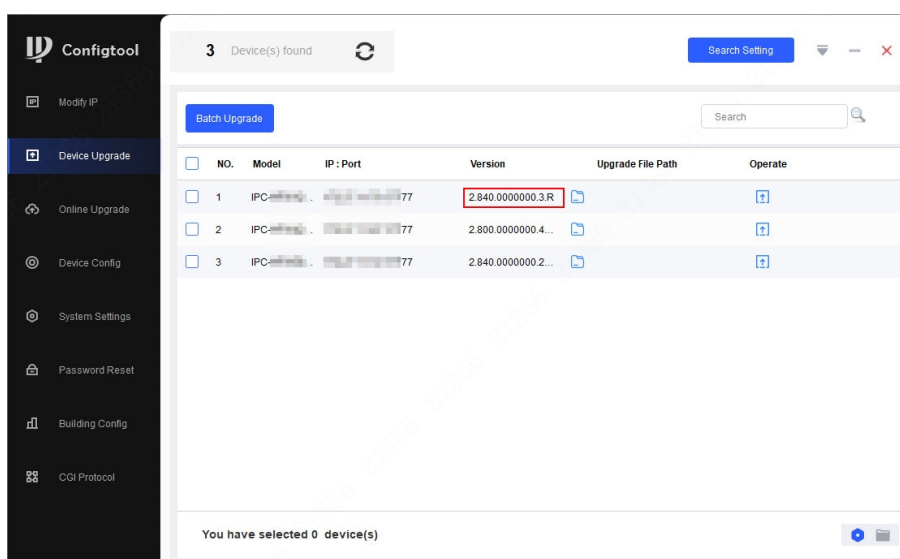 Configtool
3 Device(s) found
Search Setting
Modify IP
Device Upgrade
Online Upgrade
Device Config
System Settings
Password Reset
Building Config
CGI Protocol
Batch Upgrade
Search
NO. Model IP : Port Version Upgrade File Path Operate
1 IPC- 77 2.840.0000000.3.R
2 IPC- 77 2.800.0000000.4...
3 IPC- 77 2.840.0000000.2...
You have selected 0 device(s)